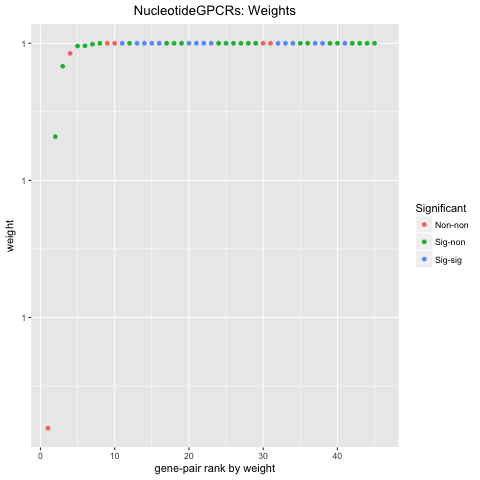 NucleotideGPCRs: Weights
1
1
1
weight
0
10
20
30
40
gene-pair rank by weight
Significant
Non-non
Sig-non
Sig-sig